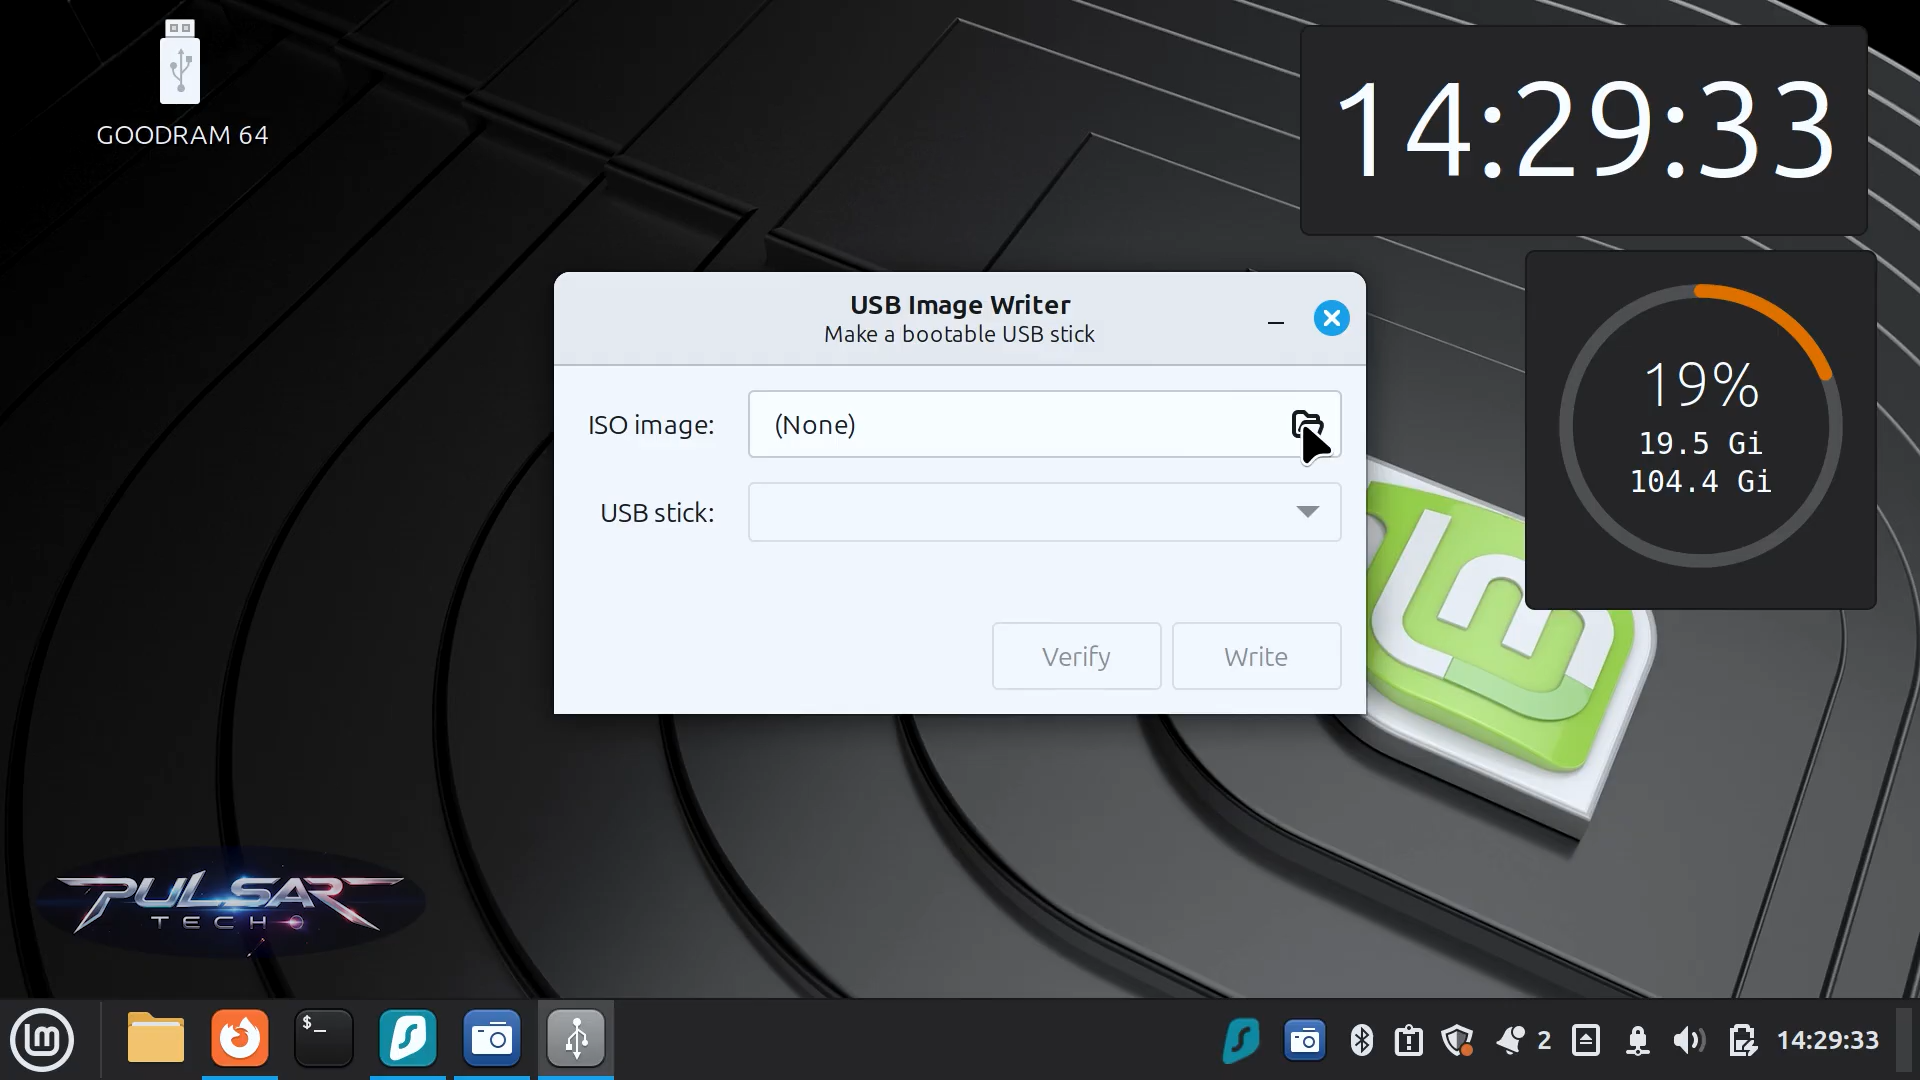 GOODRAM 64
14:29:33
USB Image Writer
Make a bootable USB stick
19%
19.5 Gi
104.4 Gi
ISO image:
(None)
USB stick:
Verify
Write
PULSAR
TECH
$_
2
14:29:33